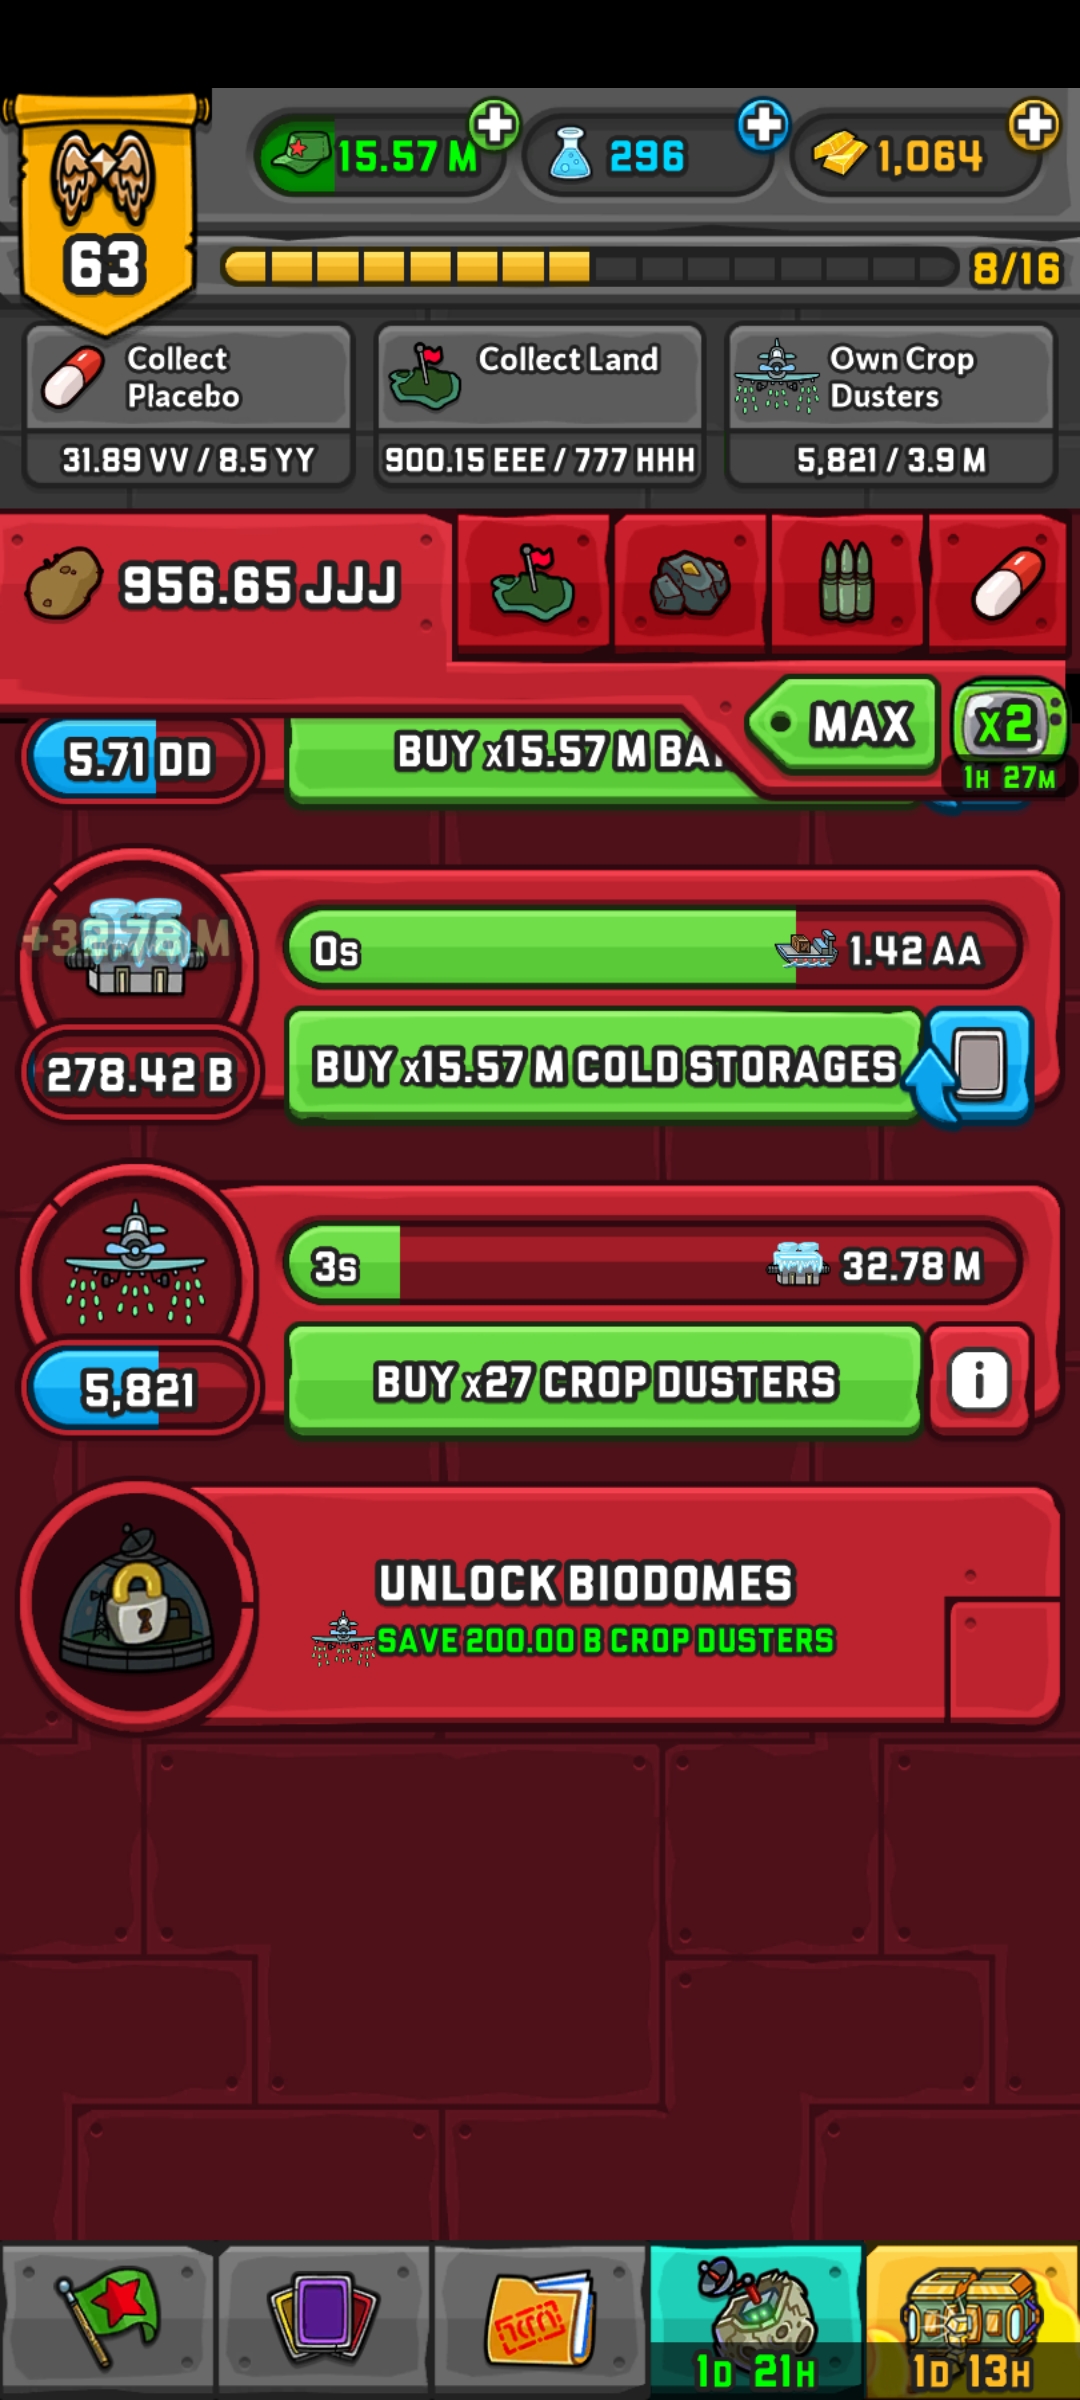 15.57 M
296
1,064
63
8/16
Collect
Placebo
31.89 VV / 8.5 YY
Collect Land
900.15 EEE / 777 HHH
Own Crop
Dusters
5,821 / 3.9 M
956.65 JJJ
MAX
x2
1H 27M
5.71 DD
BUY x15.57 M BA
+32.78 M
0s
1.42 AA
278.42 B
BUY x15.57 M COLD STORAGES
3s
32.78 M
5,821
BUY x27 CROP DUSTERS
i
UNLOCK BIODOMES
SAVE 200.00 B CROP DUSTERS
1D 21H
1D 13H